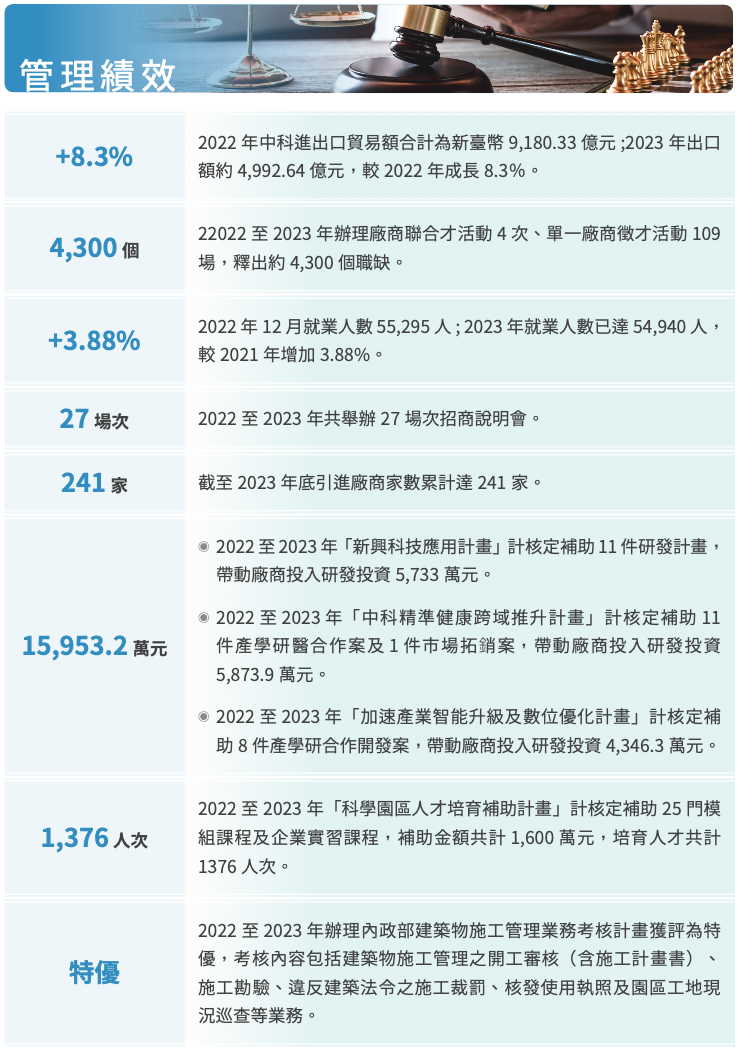 管理績效
+8.3%
2022 年中科進出口貿易額合計為新臺幣 9,180.33 億元 ;2023 年出口
額約 4,992.64 億元，較 2022 年成長 8.3%。
4,300 個
22022 至 2023 年辦理廠商聯合才活動 4 次、單一廠商徵才活動 109
場，釋出約 4,300 個職缺。
+3.88%
2022 年 12 月就業人數 55,295 人 ; 2023 年就業人數已達 54,940 人，
較 2021 年增加 3.88%。
27 場次
2022 至 2023 年共舉辦 27 場次招商說明會。
241 家
截至 2023 年底引進廠商家數累計達 241 家。
15,953.2 萬元
◉ 2022 至 2023 年「新興科技應用計畫」計核定補助 11 件研發計畫，
帶動廠商投入研發投資 5,733 萬元。
◉ 2022 至 2023 年「中科精準健康跨域推升計畫」計核定補助 11
件產學研醫合作案及 1 件市場拓銷案，帶動廠商投入研發投資
5,873.9 萬元。
◉ 2022 至 2023 年「加速產業智能升級及數位優化計畫」計核定補
助 8 件產學研合作開發案，帶動廠商投入研發投資 4,346.3 萬元。
1,376 人次
2022 至 2023 年「科學園區人才培育補助計畫」計核定補助 25 門模
組課程及企業實習課程，補助金額共計 1,600 萬元，培育人才共計
1376 人次。
特優
2022 至 2023 年辦理內政部建築物施工管理業務考核計畫獲評為特
優，考核內容包括建築物施工管理之開工審核（含施工計畫書）、
施工勘驗、違反建築法令之施工裁罰、核發使用執照及園區工地現
況巡查等業務。